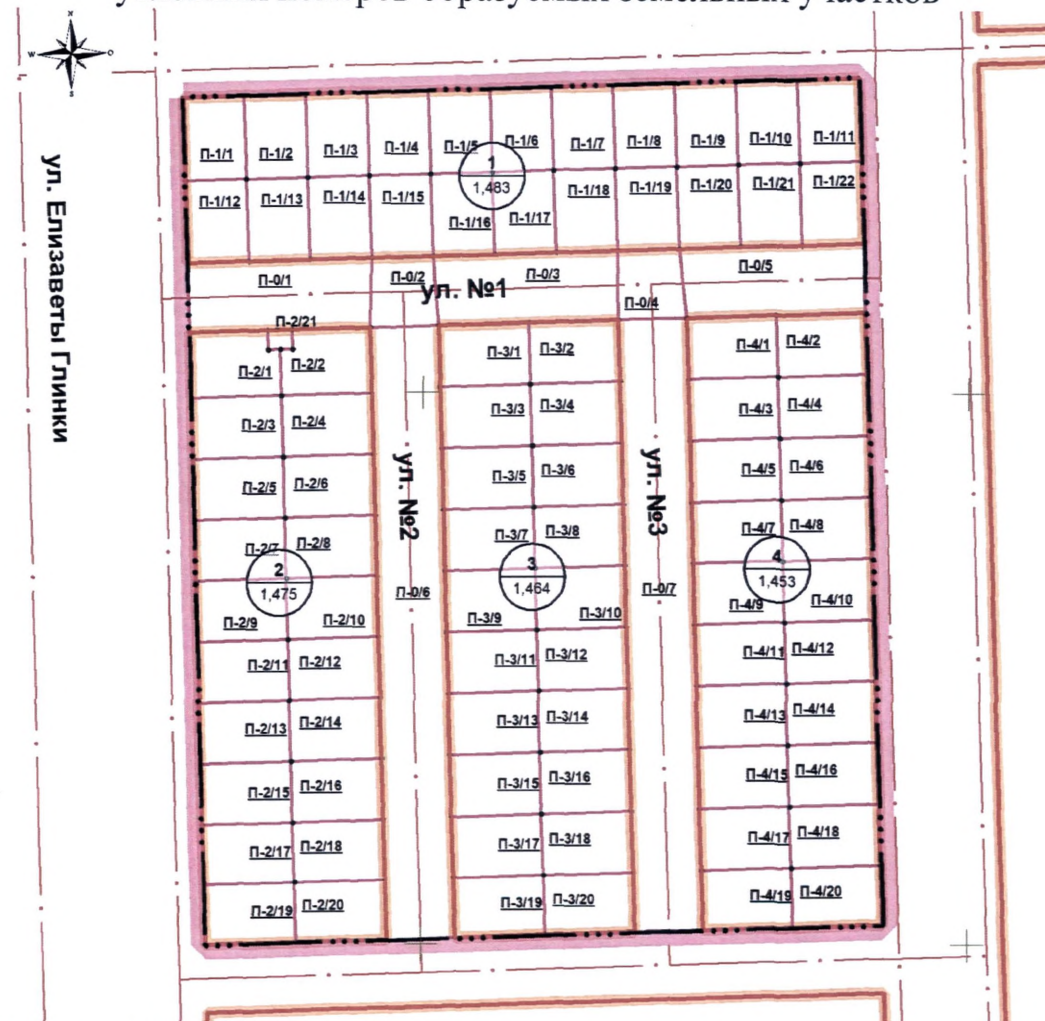 образуемых земельных участков
N
W
O
S
ул. Елизаветы Глинки
П-1/1 П-1/2 П-1/3 П-1/4 П-1/5 П-1/6 П-1/7 П-1/8 П-1/9 П-1/10 П-1/11
1
1,483
П-1/12 П-1/13 П-1/14 П-1/15 П-1/16 П-1/17 П-1/18 П-1/19 П-1/20 П-1/21 П-1/22
П-0/1 П-0/2 П-0/3 П-0/4 П-0/5
ул. №1
П-2/21
П-2/1 П-2/2
П-2/3 П-2/4
П-2/5 П-2/6
П-2/7 П-2/8
2
1,475
П-2/9 П-2/10
П-2/11 П-2/12
П-2/13 П-2/14
П-2/15 П-2/16
П-2/17 П-2/18
П-2/19 П-2/20
ул. №2
П-0/6
П-3/1 П-3/2
П-3/3 П-3/4
П-3/5 П-3/6
П-3/7 П-3/8
3
1,464
П-3/9 П-3/10
П-3/11 П-3/12
П-3/13 П-3/14
П-3/15 П-3/16
П-3/17 П-3/18
П-3/19 П-3/20
ул. №3
П-0/7
П-4/1 П-4/2
П-4/3 П-4/4
П-4/5 П-4/6
П-4/7 П-4/8
4
1,453
П-4/9 П-4/10
П-4/11 П-4/12
П-4/13 П-4/14
П-4/15 П-4/16
П-4/17 П-4/18
П-4/19 П-4/20